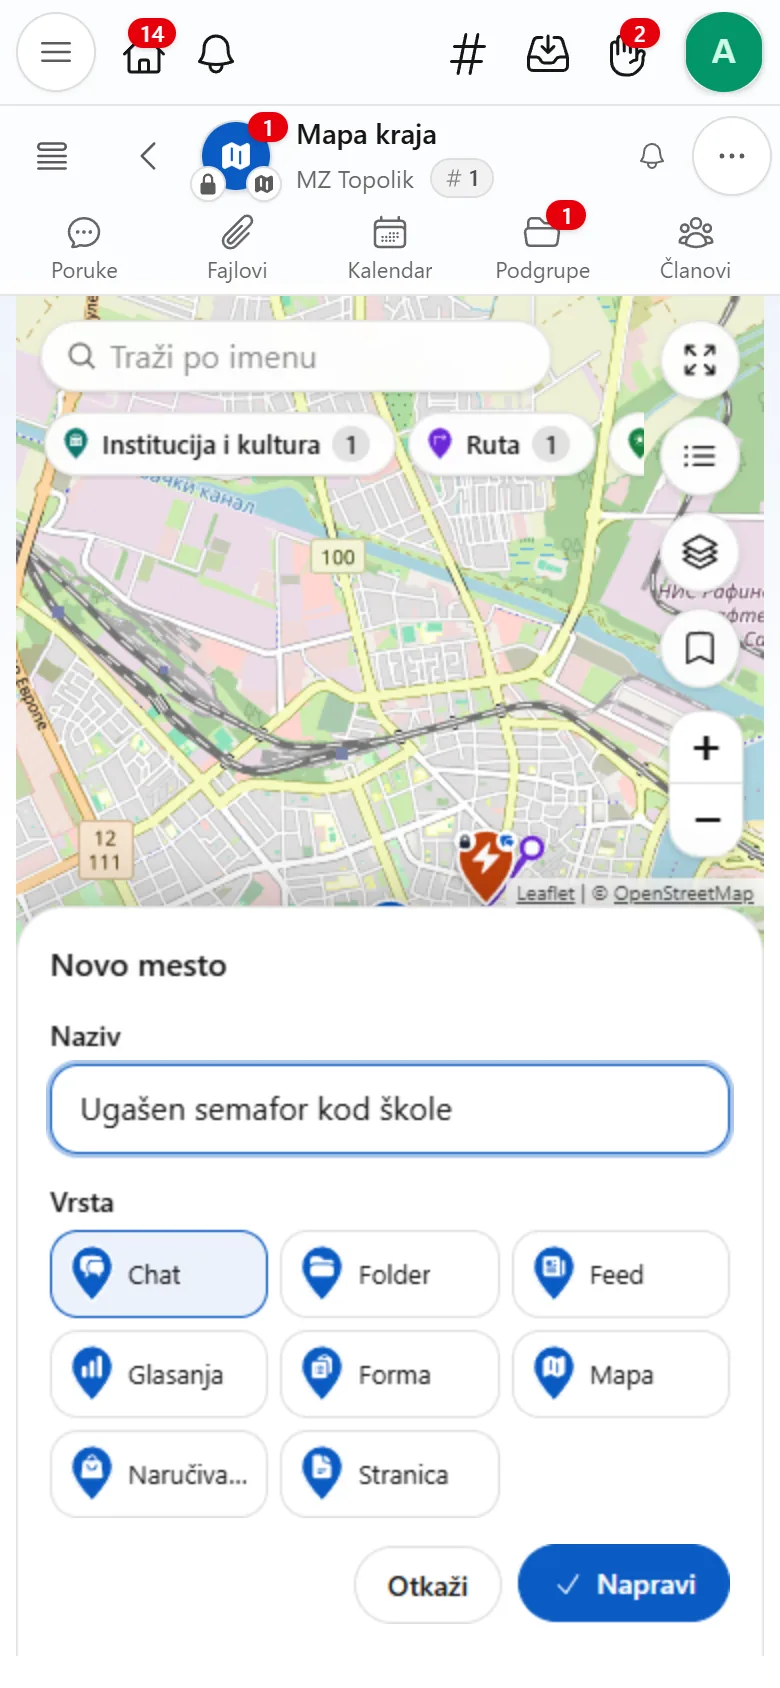 14
2
A
1
Mapa kraja
MZ Topolik
# 1
Poruke
Fajlovi
Kalendar
1
Podgrupe
Članovi
Traži po imenu
Institucija i kultura 1
Ruta 1
100
НИС Рафин
12
111
Leaflet | © OpenStreetMap
Novo mesto
Naziv
Ugašen semafor kod škole
Vrsta
Chat
Folder
Feed
Glasanja
Forma
Mapa
Naručiva...
Stranica
Otkaži
Napravi